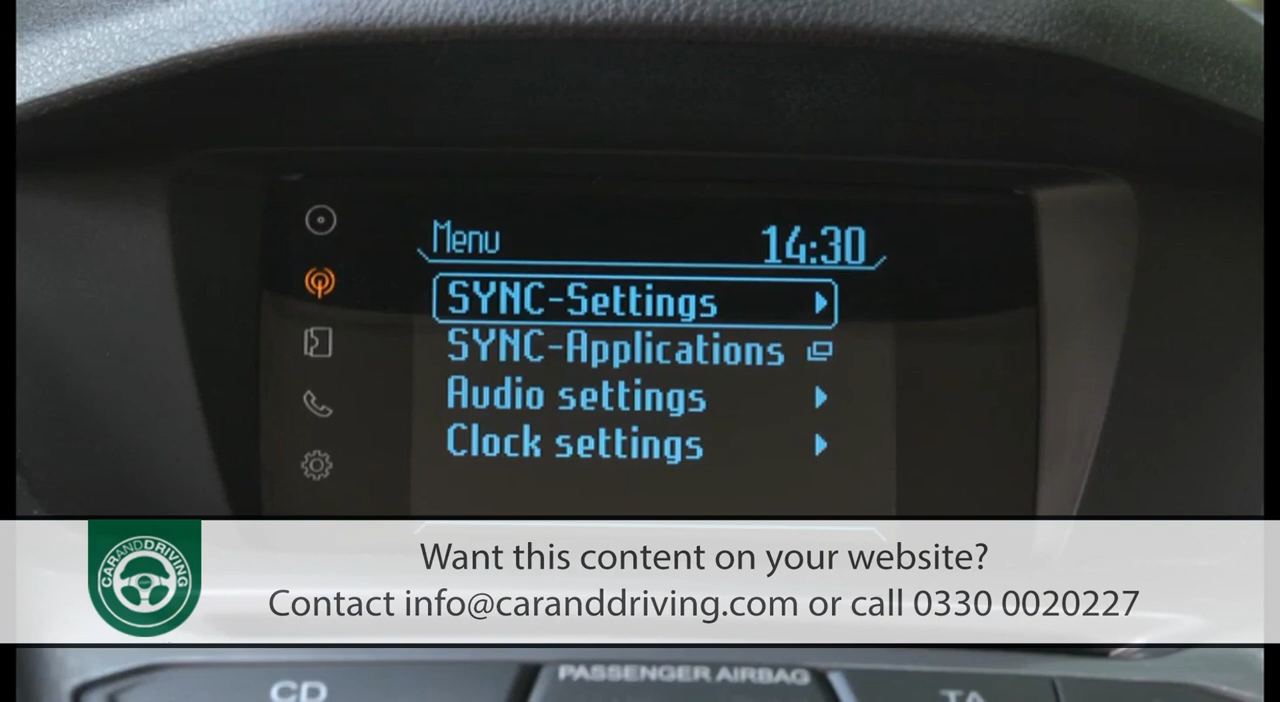 Menu 14:30
SYNC-Settings
SYNC-Applications
Audio settings
Clock settings
CARANDDRIVING
Want this content on your website?
Contact info@caranddriving.com or call 0330 0020227
PASSENGER AIRBAG
CD TA